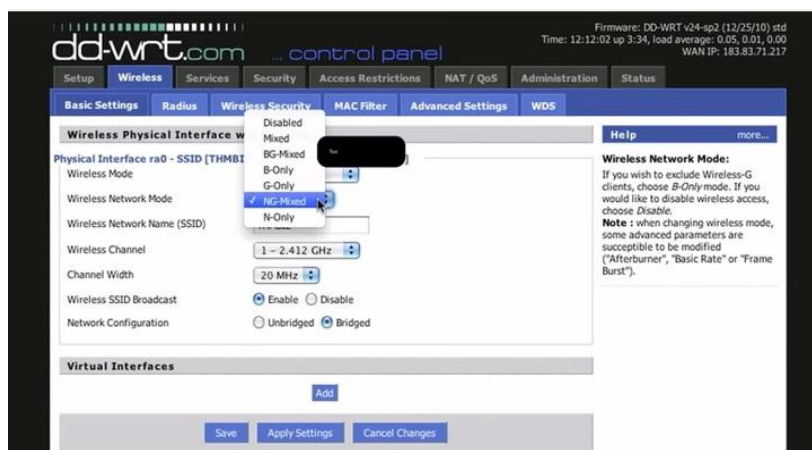 Firmware: DD-WRT v24-sp2 (12/25/10) std
dd-wrt.com ... control panel
Time: 12:12:02 up 3:34, load average: 0.05, 0.01, 0.00
WAN IP: 183.83.71.217
Setup Wireless Services Security Access Restrictions NAT / QoS Administration Status
Basic Settings Radius Wireless Security MAC Filter Advanced Settings WDS
Wireless Physical Interface w
Physical Interface ra0 - SSID [THMBI
Wireless Mode
Wireless Network Mode
Disabled
Mixed
BG-Mixed
B-Only
G-Only
✓ NG-Mixed
N-Only
Wireless Network Name (SSID)
Wireless Channel 1 - 2.412 GHz
Channel Width 20 MHz
Wireless SSID Broadcast Enable Disable
Network Configuration Unbridged Bridged
Virtual Interfaces
Add
Save Apply Settings Cancel Changes
Help more...
Wireless Network Mode:
If you wish to exclude Wireless-G
clients, choose B-Only mode. If you
would like to disable wireless access,
choose Disable.
Note : when changing wireless mode,
some advanced parameters are
succeptible to be modified
("Afterburner", "Basic Rate" or "Frame
Burst").